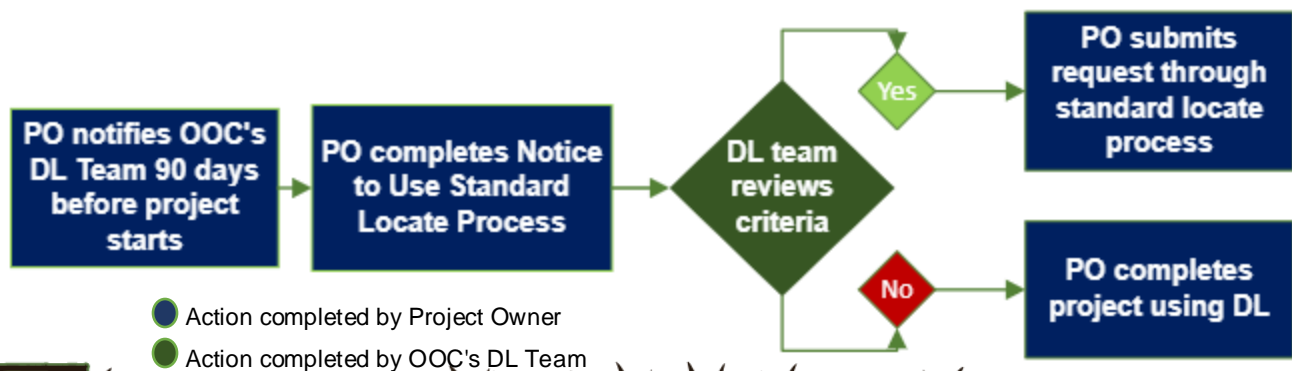 PO notifies OOC's
DL Team 90 days
before project
starts
PO completes Notice
to Use Standard
Locate Process
DL team
reviews
criteria
Yes
PO submits
request through
standard locate
process
No
PO completes
project using DL
Action completed by Project Owner
Action completed by OOC's DL Team